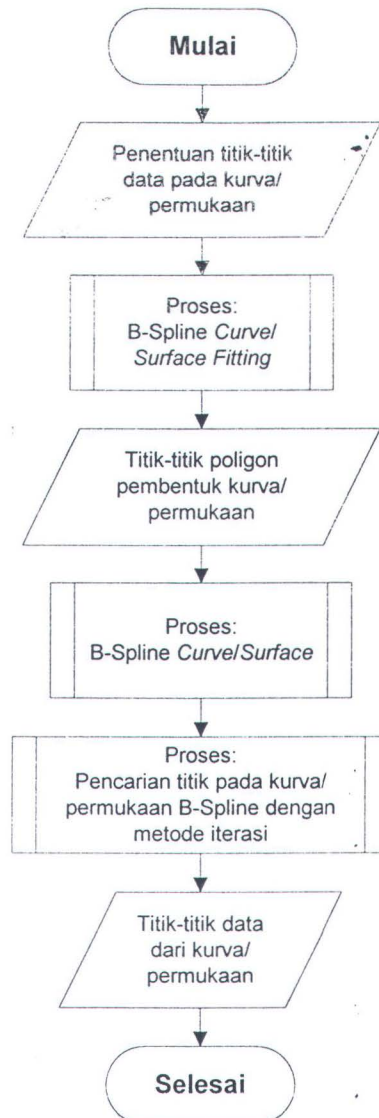 Mulai
Penentuan titik-titik
data pada kurva/
permukaan
Proses:
B-Spline Curve/
Surface Fitting
Titik-titik poligon
pembentuk kurva/
permukaan
Proses:
B-Spline Curve/Surface
Proses:
Pencarian titik pada kurva/
permukaan B-Spline dengan
metode iterasi
Titik-titik data
dari kurva/
permukaan
Selesai